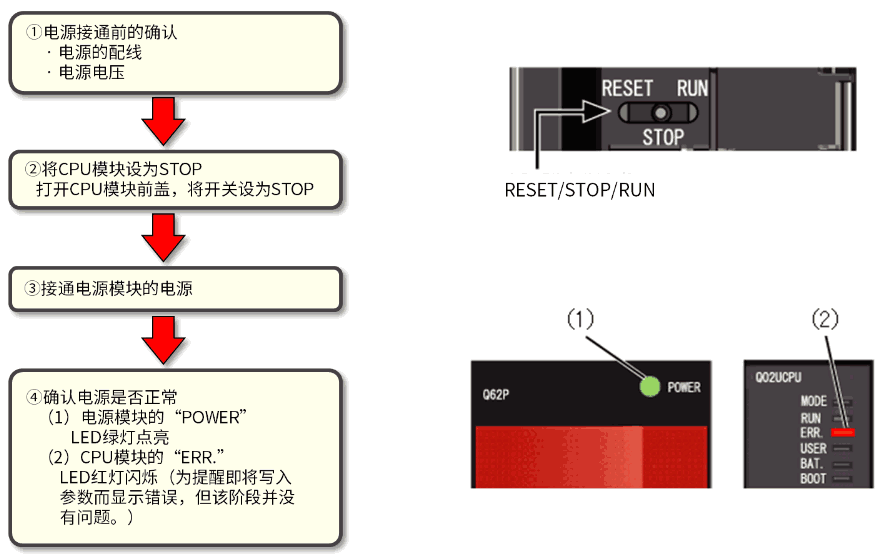 ①电源接通前的确认
·电源的配线
·电源电压
②将CPU模块设为STOP
打开CPU模块前盖，将开关设为STOP
③接通电源模块的电源
④确认电源是否正常
（1）电源模块的“POWER”
LED绿灯点亮
（2）CPU模块的“ERR.”
LED红灯闪烁（为提醒即将写入
参数而显示错误，但该阶段并没
有问题。）
RESET RUN
STOP
RESET/STOP/RUN
(1)
Q62P
POWER
(2)
Q02UCPU
MODE
RUN
ERR.
USER
BAT.
BOOT